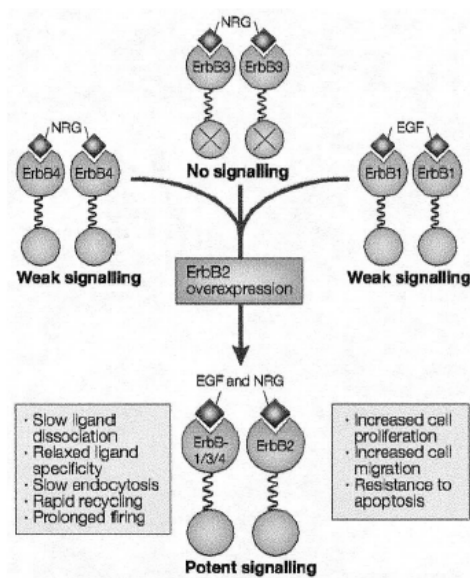 NRG
ErbB3 ErbB3
No signalling
NRG
ErbB4 ErbB4
Weak signalling
EGF
ErbB1 ErbB1
Weak signalling
ErbB2
overexpression
EGF and NRG
ErbB-
1/3/4
ErbB2
Potent signalling
· Slow ligand
dissociation
· Relaxed ligand
specificity
· Slow endocytosis
· Rapid recycling
· Prolonged firing
· Increased cell
proliferation
· Increased cell
migration
· Resistance to
apoptosis